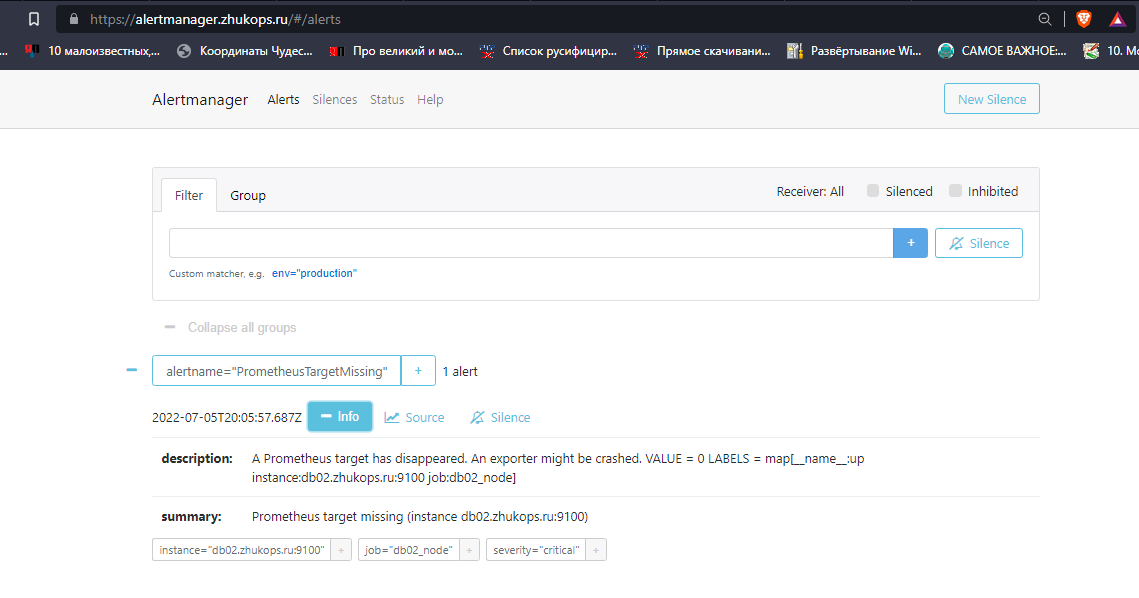 https://alertmanager.zhukops.ru/#/alerts
... 10 малоизвестных,... Координаты Чудес... Про великий и мо... Список русифицир... Прямое скачивани... Развёртывание Wi... САМОЕ ВАЖНОЕ:... 10. Мо
Alertmanager Alerts Silences Status Help New Silence
Filter Group Receiver: All Silenced Inhibited
+ Silence
Custom matcher, e.g. env="production"
Collapse all groups
alertname="PrometheusTargetMissing" + 1 alert
2022-07-05T20:05:57.687Z Info Source Silence
description: A Prometheus target has disappeared. An exporter might be crashed. VALUE = 0 LABELS = map[__name__:up
instance:db02.zhukops.ru:9100 job:db02_node]
summary: Prometheus target missing (instance db02.zhukops.ru:9100)
instance="db02.zhukops.ru:9100" + job="db02_node" + severity="critical" +